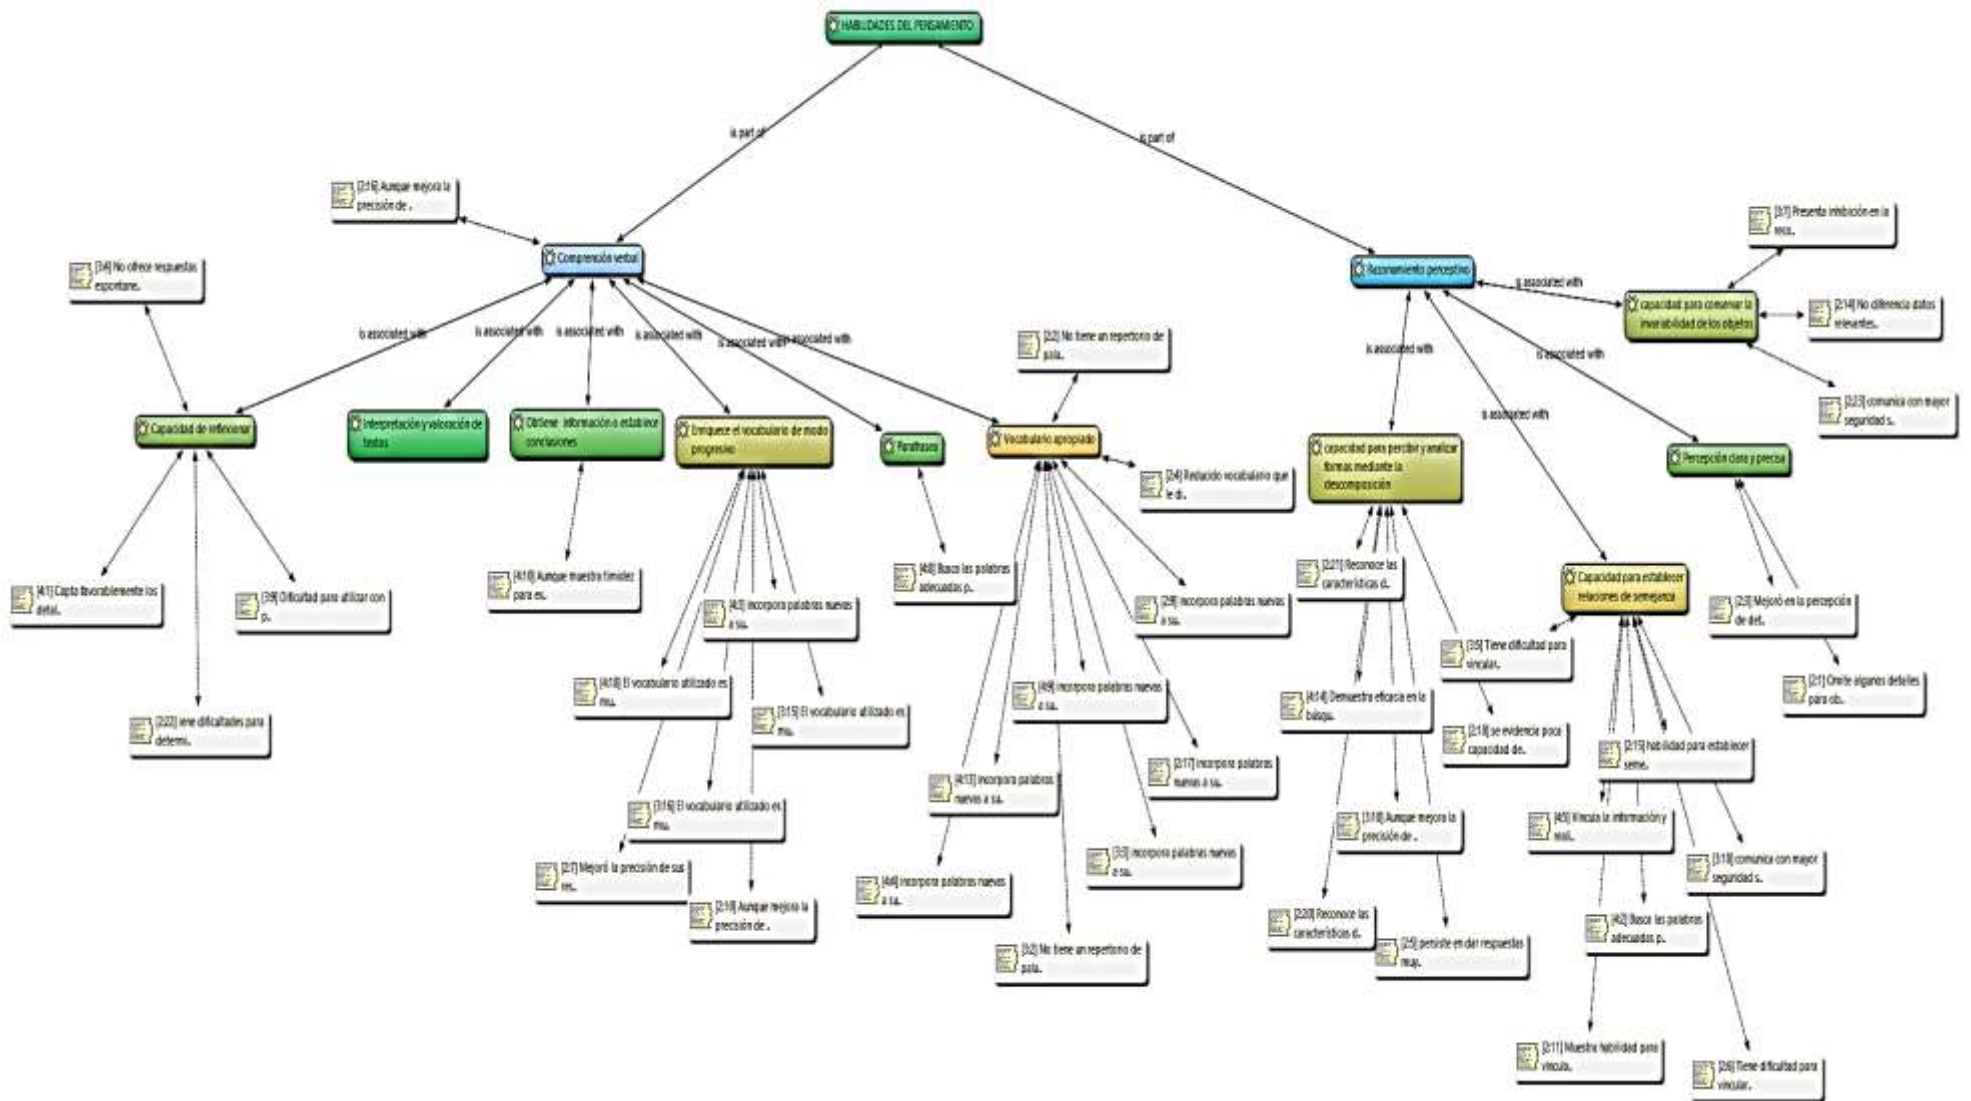 HABILIDADES DEL PENSAMIENTO
is part of
is part of
[2:16] Aunque mejora la
precisión de .
[3:7] Presenta inhibición en la
reco..
Comprensión verbal
Razonamiento perceptivo
[3:4] No ofrece respuestas
espontane..
is associated with
capacidad para conservar la
invariabilidad de los objetos
[2:14] No diferencia datos
relevantes..
is associated with
is associated with
is associated with
is associated with
is associated with
is associated with
[2:2] No tiene un repertorio de
pala..
is associated with
is associated with
is associated with
[2:23] comunica con mayor
seguridad s..
Capacidad de reflexionar
Interpretación y valoración de
textos
Obtiene información o establece
conclusiones
Enriquece el vocabulario de modo
progresivo
Parafrasea
Vocabulario apropiado
[2:4] Reducido vocabulario que
le di..
capacidad para percibir y analizar
formas mediante la
descomposición
Percepción clara y precisa
[4:1] Capta favorablemente los
detal..
[3:9] Dificultad para utilizar con
p..
[2:22] iene dificultades para
determi..
[4:10] Aunque muestra timidez
para es..
[4:3] incorpora palabras nuevas
a su..
[4:8] Busca las palabras
adecuadas p..
[2:9] incorpora palabras nuevas
a su..
[2:21] Reconoce las
características d..
Capacidad para establecer
relaciones de semejanza
[2:3] Mejoró en la percepción
de det..
[3:5] Tiene dificultad para
vincular..
[2:1] Omite algunos detalles
para ob..
[4:18] El vocabulario utilizado es
mu..
[3:15] El vocabulario utilizado es
mu..
[4:9] incorpora palabras nuevas
a su..
[4:14] Demuestra eficacia en la
búsqu..
[2:18] se evidencia poca
capacidad de..
[2:15] habilidad para establecer
seme..
[4:13] incorpora palabras
nuevas a su..
[2:17] incorpora palabras
nuevas a su..
[3:16] El vocabulario utilizado es
mu..
[3:10] Aunque mejora la
precisión de .
[4:5] Vincula la información y
reali..
[2:7] Mejoró la precisión de sus
res..
[3:3] incorpora palabras nuevas
a su..
[3:18] comunica con mayor
seguridad s..
[4:4] incorpora palabras nuevas
a su..
[2:10] Aunque mejora la
precisión de .
[2:20] Reconoce las
características d..
[4:2] Busca las palabras
adecuadas p..
[3:2] No tiene un repertorio de
pala..
[2:5] persiste en dar respuestas
muy..
[2:11] Muestra habilidad para
vincula..
[2:6] Tiene dificultad para
vincular..